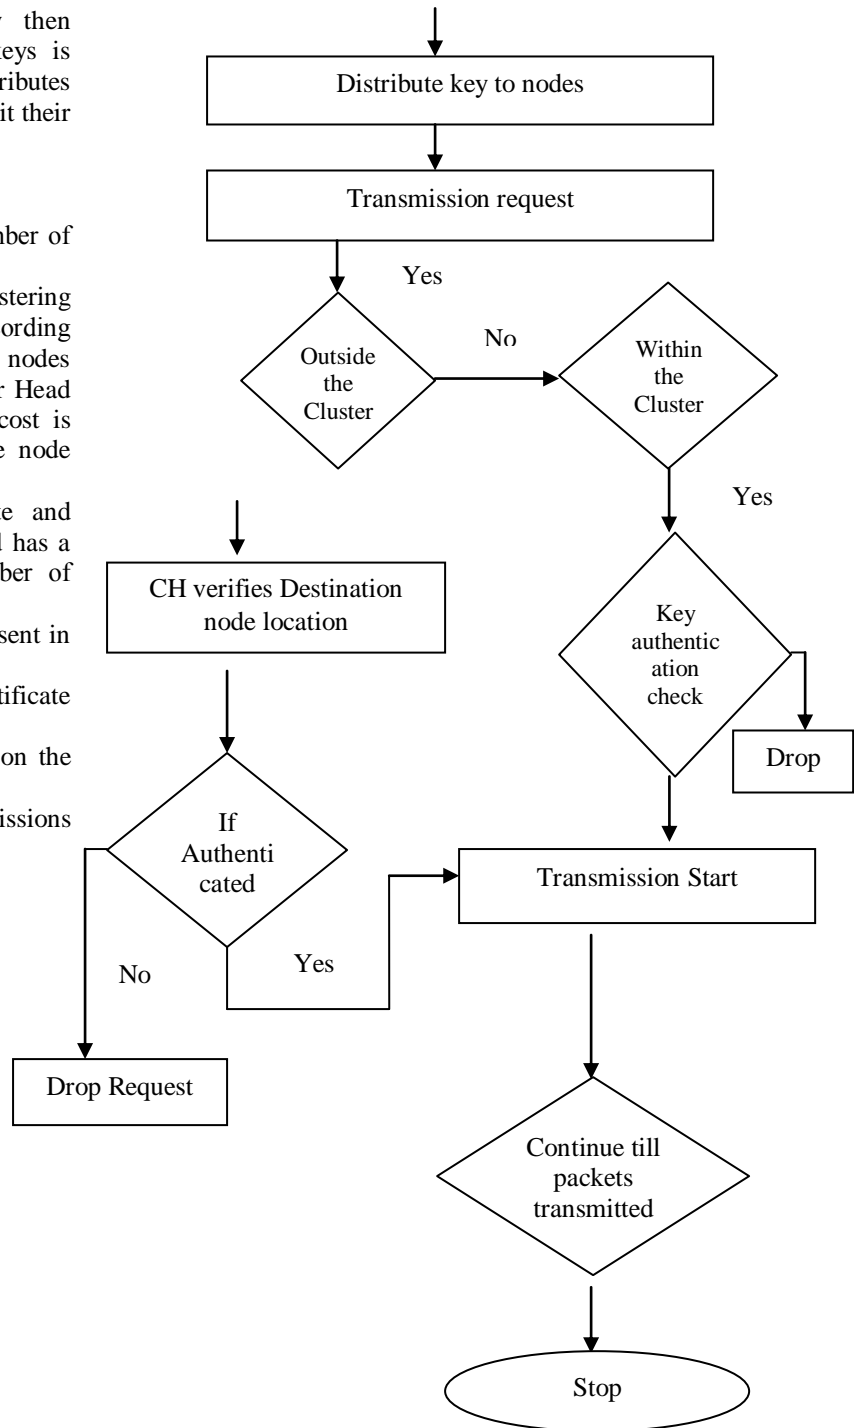 then
eys is
ributes
it their
mber of
stering
ording
nodes
r Head
cost is
e node
te and
d has a
ber of
sent in
tificate
on the
issions
Distribute key to nodes
Transmission request
Yes
Outside
the
Cluster
No
Within
the
Cluster
Yes
CH verifies Destination
node location
Key
authentic
ation
check
Drop
If
Authenti
cated
Transmission Start
No
Yes
Drop Request
Continue till
packets
transmitted
Stop